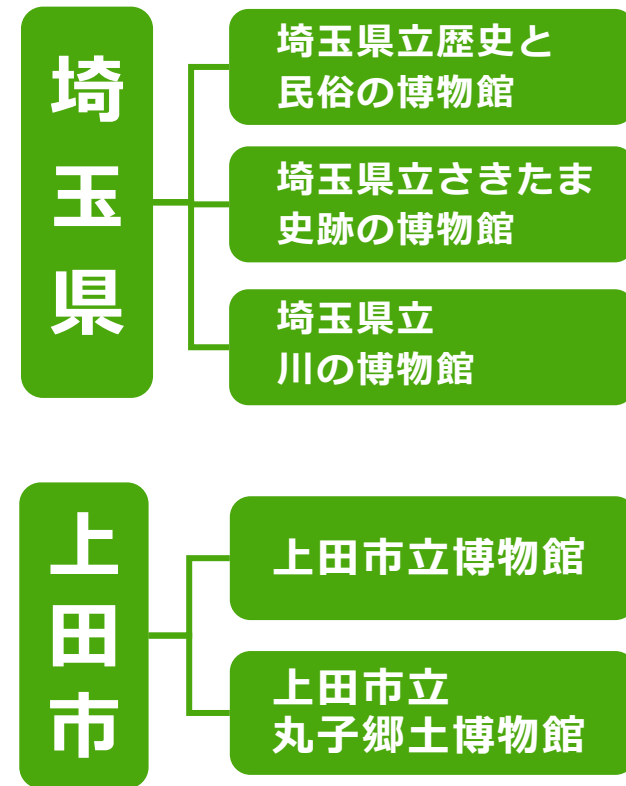 埼玉県
埼玉県立歴史と
民俗の博物館
埼玉県立さきたま
史跡の博物館
埼玉県立
川の博物館
上田市
上田市立博物館
上田市立
丸子郷土博物館